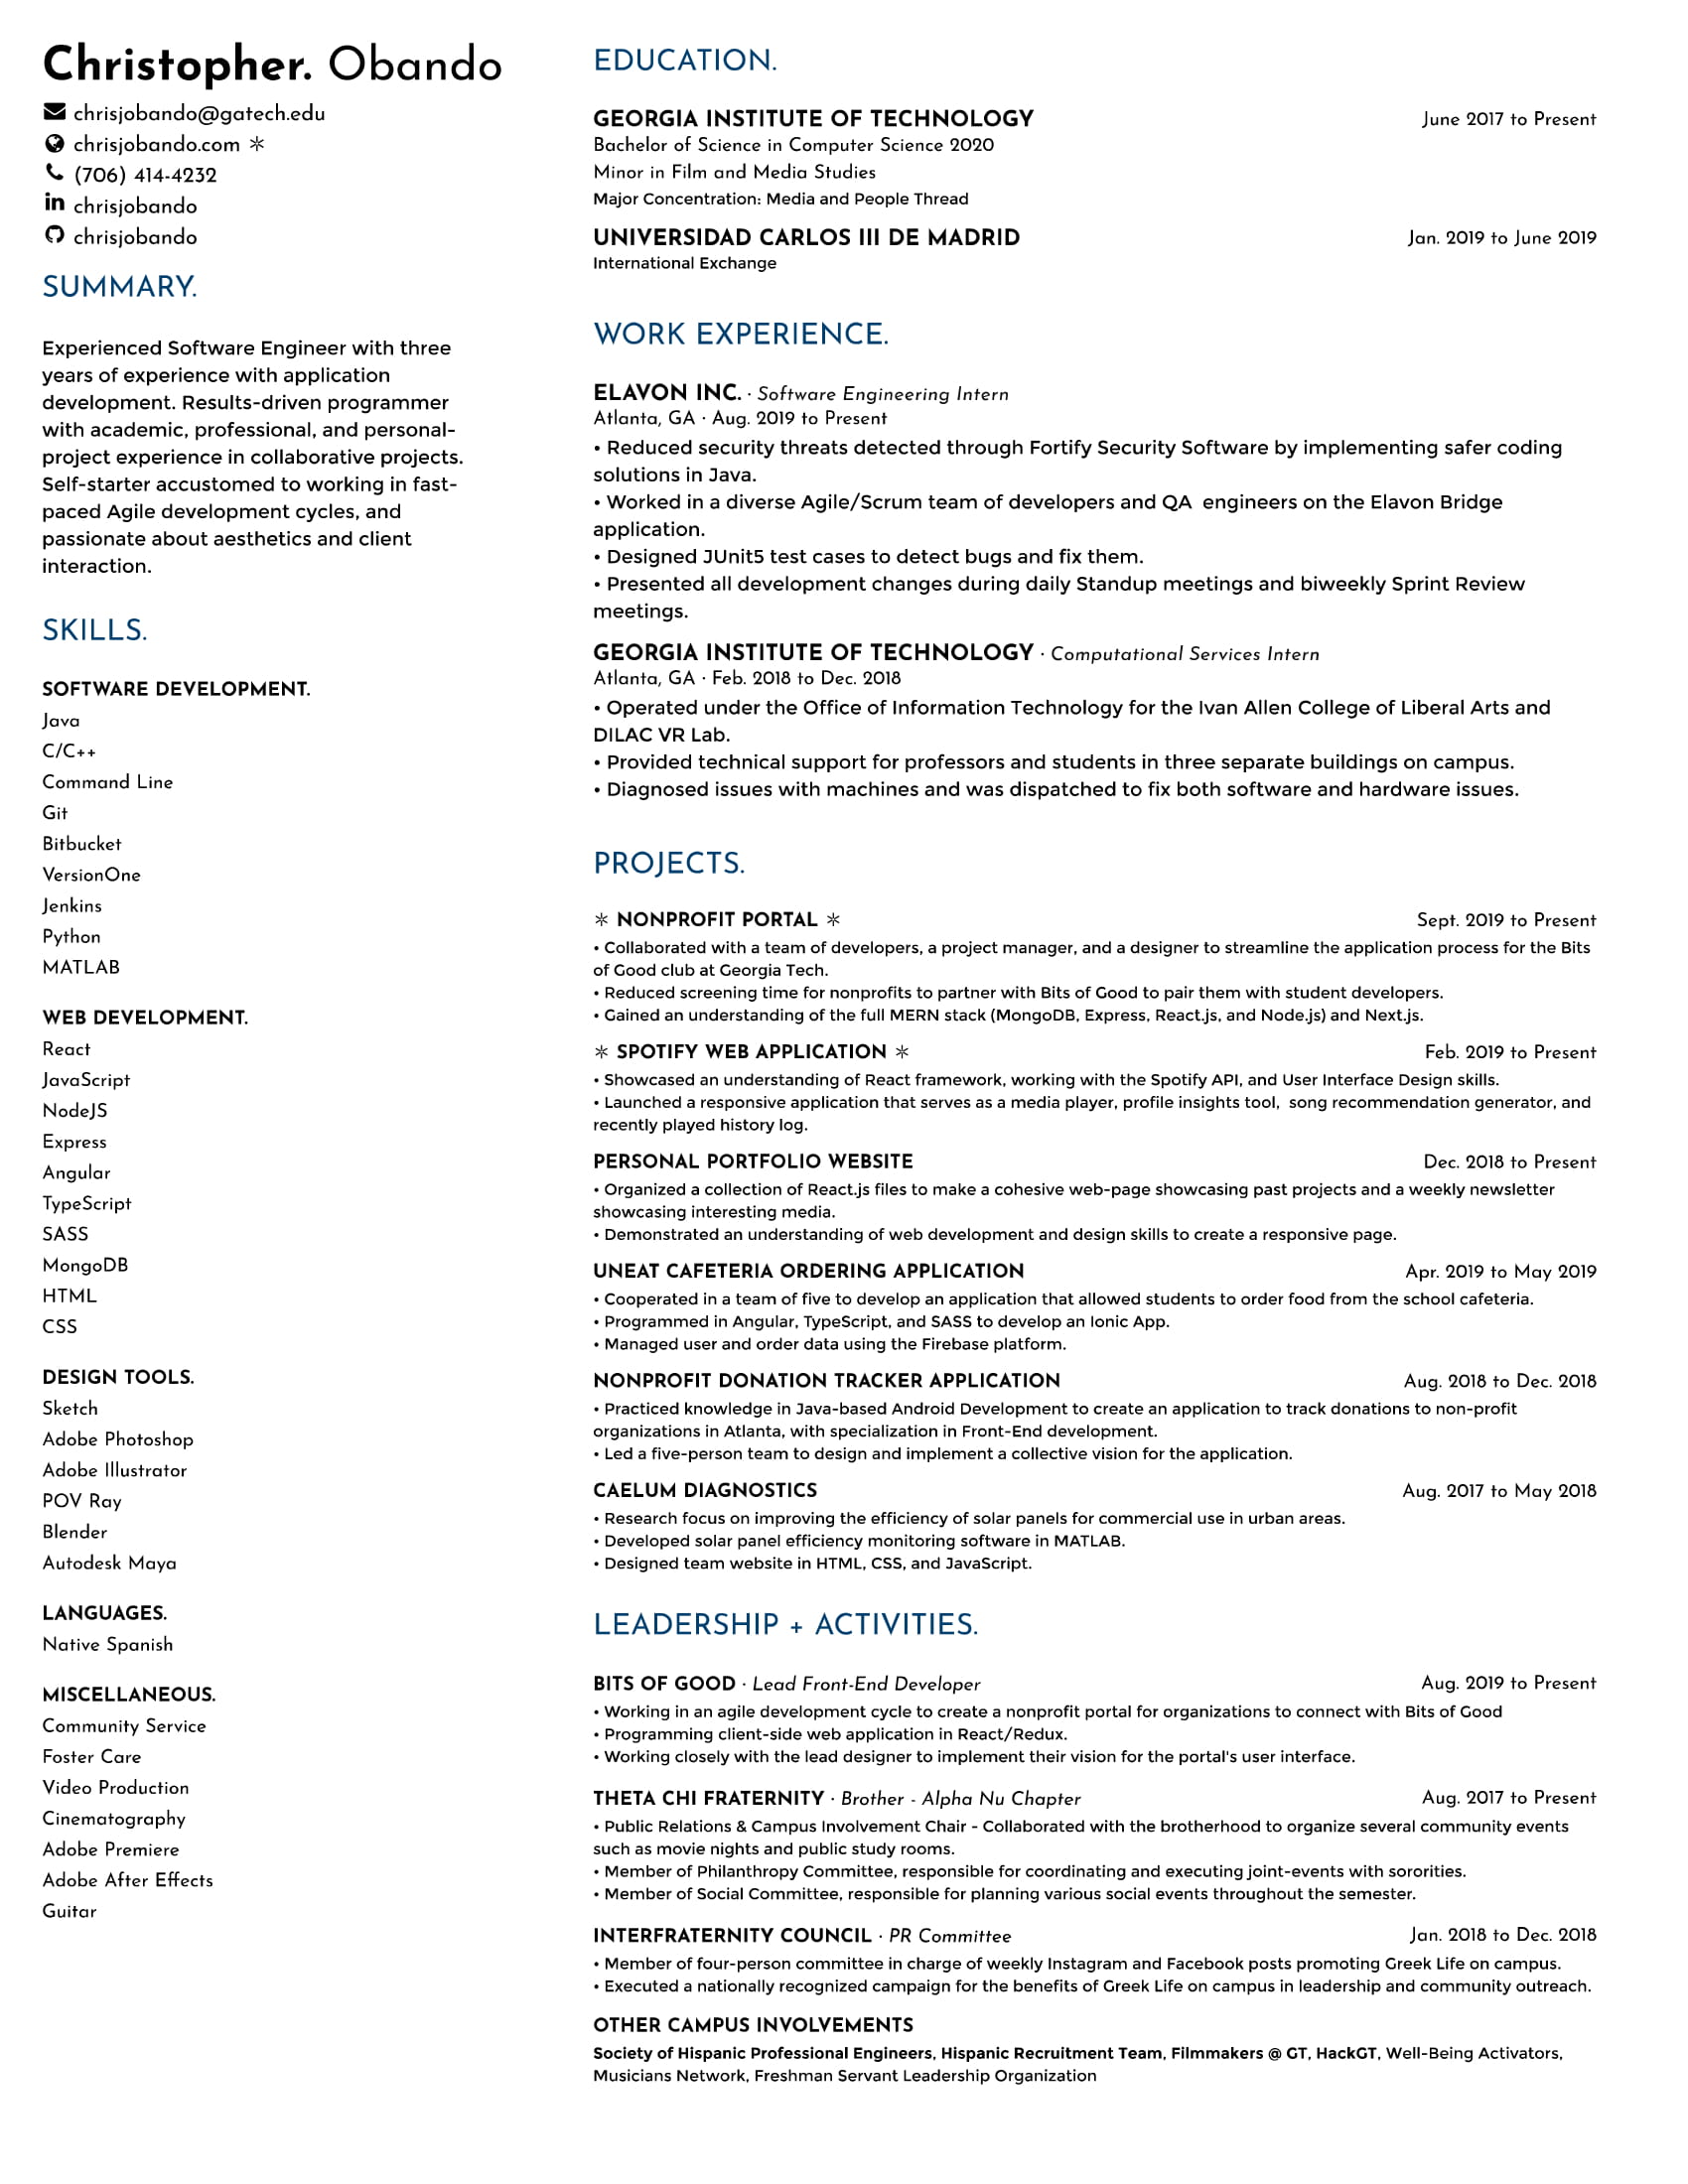 Christopher. Obando
chrisjobando@gatech.edu
chrisjobando.com ✳
(706) 414-4232
in chrisjobando
chrisjobando
SUMMARY.
Experienced Software Engineer with three
years of experience with application
development. Results-driven programmer
with academic, professional, and personal-
project experience in collaborative projects.
Self-starter accustomed to working in fast-
paced Agile development cycles, and
passionate about aesthetics and client
interaction.
SKILLS.
SOFTWARE DEVELOPMENT.
Java
C/C++
Command Line
Git
Bitbucket
VersionOne
Jenkins
Python
MATLAB
WEB DEVELOPMENT.
React
JavaScript
NodeJS
Express
Angular
TypeScript
SASS
MongoDB
HTML
CSS
DESIGN TOOLS.
Sketch
Adobe Photoshop
Adobe Illustrator
POV Ray
Blender
Autodesk Maya
LANGUAGES.
Native Spanish
MISCELLANEOUS.
Community Service
Foster Care
Video Production
Cinematography
Adobe Premiere
Adobe After Effects
Guitar
EDUCATION.
GEORGIA INSTITUTE OF TECHNOLOGY June 2017 to Present
Bachelor of Science in Computer Science 2020
Minor in Film and Media Studies
Major Concentration: Media and People Thread
UNIVERSIDAD CARLOS III DE MADRID Jan. 2019 to June 2019
International Exchange
WORK EXPERIENCE.
ELAVON INC. · Software Engineering Intern
Atlanta, GA · Aug. 2019 to Present
• Reduced security threats detected through Fortify Security Software by implementing safer coding
solutions in Java.
• Worked in a diverse Agile/Scrum team of developers and QA engineers on the Elavon Bridge
application.
• Designed JUnit5 test cases to detect bugs and fix them.
• Presented all development changes during daily Standup meetings and biweekly Sprint Review
meetings.
GEORGIA INSTITUTE OF TECHNOLOGY · Computational Services Intern
Atlanta, GA · Feb. 2018 to Dec. 2018
• Operated under the Office of Information Technology for the Ivan Allen College of Liberal Arts and
DILAC VR Lab.
• Provided technical support for professors and students in three separate buildings on campus.
• Diagnosed issues with machines and was dispatched to fix both software and hardware issues.
PROJECTS.
✳ NONPROFIT PORTAL ✳ Sept. 2019 to Present
• Collaborated with a team of developers, a project manager, and a designer to streamline the application process for the Bits
of Good club at Georgia Tech.
• Reduced screening time for nonprofits to partner with Bits of Good to pair them with student developers.
• Gained an understanding of the full MERN stack (MongoDB, Express, React.js, and Node.js) and Next.js.
✳ SPOTIFY WEB APPLICATION ✳ Feb. 2019 to Present
• Showcased an understanding of React framework, working with the Spotify API, and User Interface Design skills.
• Launched a responsive application that serves as a media player, profile insights tool, song recommendation generator, and
recently played history log.
PERSONAL PORTFOLIO WEBSITE Dec. 2018 to Present
• Organized a collection of React.js files to make a cohesive web-page showcasing past projects and a weekly newsletter
showcasing interesting media.
• Demonstrated an understanding of web development and design skills to create a responsive page.
UNEAT CAFETERIA ORDERING APPLICATION Apr. 2019 to May 2019
• Cooperated in a team of five to develop an application that allowed students to order food from the school cafeteria.
• Programmed in Angular, TypeScript, and SASS to develop an Ionic App.
• Managed user and order data using the Firebase platform.
NONPROFIT DONATION TRACKER APPLICATION Aug. 2018 to Dec. 2018
• Practiced knowledge in Java-based Android Development to create an application to track donations to non-profit
organizations in Atlanta, with specialization in Front-End development.
• Led a five-person team to design and implement a collective vision for the application.
CAELUM DIAGNOSTICS Aug. 2017 to May 2018
• Research focus on improving the efficiency of solar panels for commercial use in urban areas.
• Developed solar panel efficiency monitoring software in MATLAB.
• Designed team website in HTML, CSS, and JavaScript.
LEADERSHIP + ACTIVITIES.
BITS OF GOOD · Lead Front-End Developer Aug. 2019 to Present
• Working in an agile development cycle to create a nonprofit portal for organizations to connect with Bits of Good
• Programming client-side web application in React/Redux.
• Working closely with the lead designer to implement their vision for the portal's user interface.
THETA CHI FRATERNITY · Brother - Alpha Nu Chapter Aug. 2017 to Present
• Public Relations & Campus Involvement Chair - Collaborated with the brotherhood to organize several community events
such as movie nights and public study rooms.
• Member of Philanthropy Committee, responsible for coordinating and executing joint-events with sororities.
• Member of Social Committee, responsible for planning various social events throughout the semester.
INTERFRATERNITY COUNCIL · PR Committee Jan. 2018 to Dec. 2018
• Member of four-person committee in charge of weekly Instagram and Facebook posts promoting Greek Life on campus.
• Executed a nationally recognized campaign for the benefits of Greek Life on campus in leadership and community outreach.
OTHER CAMPUS INVOLVEMENTS
Society of Hispanic Professional Engineers, Hispanic Recruitment Team, Filmmakers @ GT, HackGT, Well-Being Activators,
Musicians Network, Freshman Servant Leadership Organization